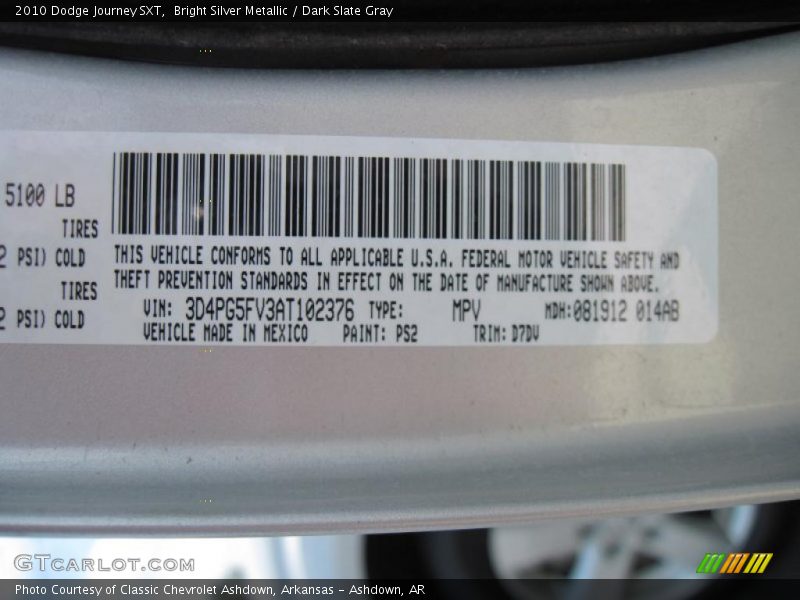 2010 Dodge Journey SXT, Bright Silver Metallic / Dark Slate Gray
5100 LB
TIRES
2 PSI) COLD
TIRES
2 PSI) COLD
THIS VEHICLE CONFORMS TO ALL APPLICABLE U.S.A. FEDERAL MOTOR VEHICLE SAFETY AND
THEFT PREVENTION STANDARDS IN EFFECT ON THE DATE OF MANUFACTURE SHOWN ABOVE.
VIN: 3D4PG5FV3AT102376 TYPE: MPV MDH:081912 014AB
VEHICLE MADE IN MEXICO PAINT: PS2 TRIM: D7DV
GTCARLOT.COM
Photo Courtesy of Classic Chevrolet Ashdown, Arkansas - Ashdown, AR